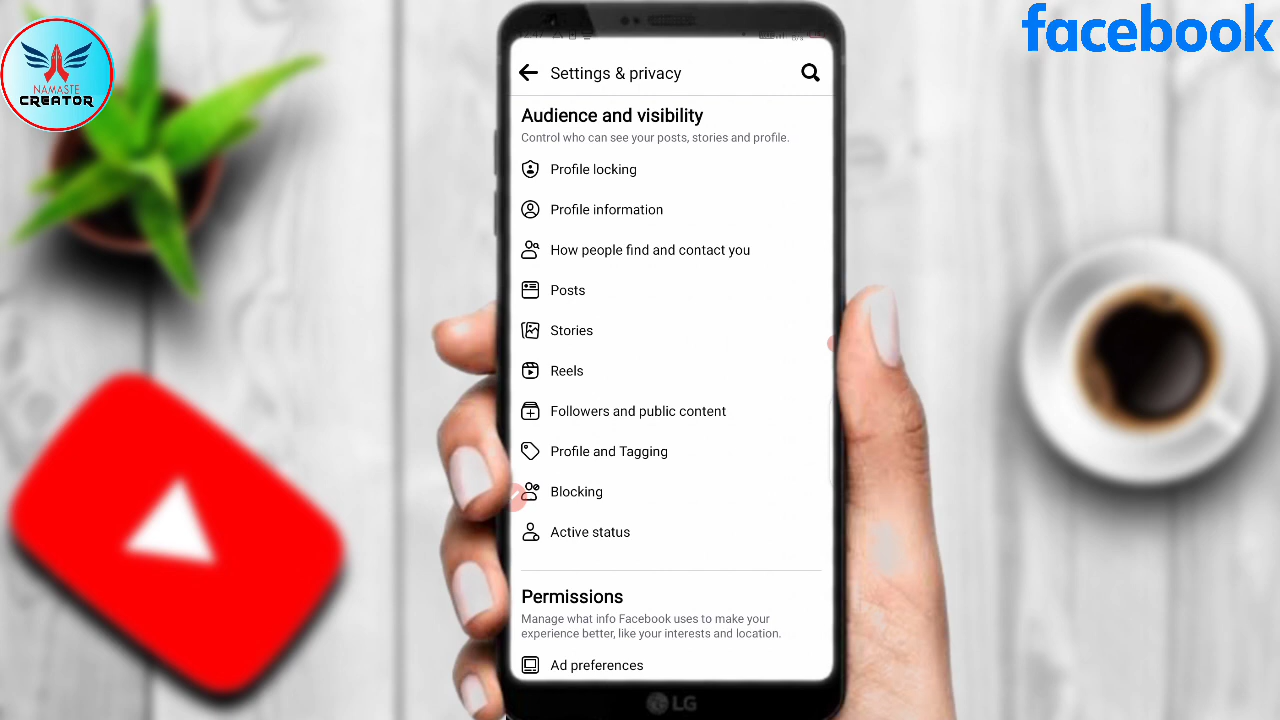 NAMASTE
CREATOR
facebook
Settings & privacy
Audience and visibility
Control who can see your posts, stories and profile.
Profile locking
Profile information
How people find and contact you
Posts
Stories
Reels
Followers and public content
Profile and Tagging
Blocking
Active status
Permissions
Manage what info Facebook uses to make your
experience better, like your interests and location.
Ad preferences
LG